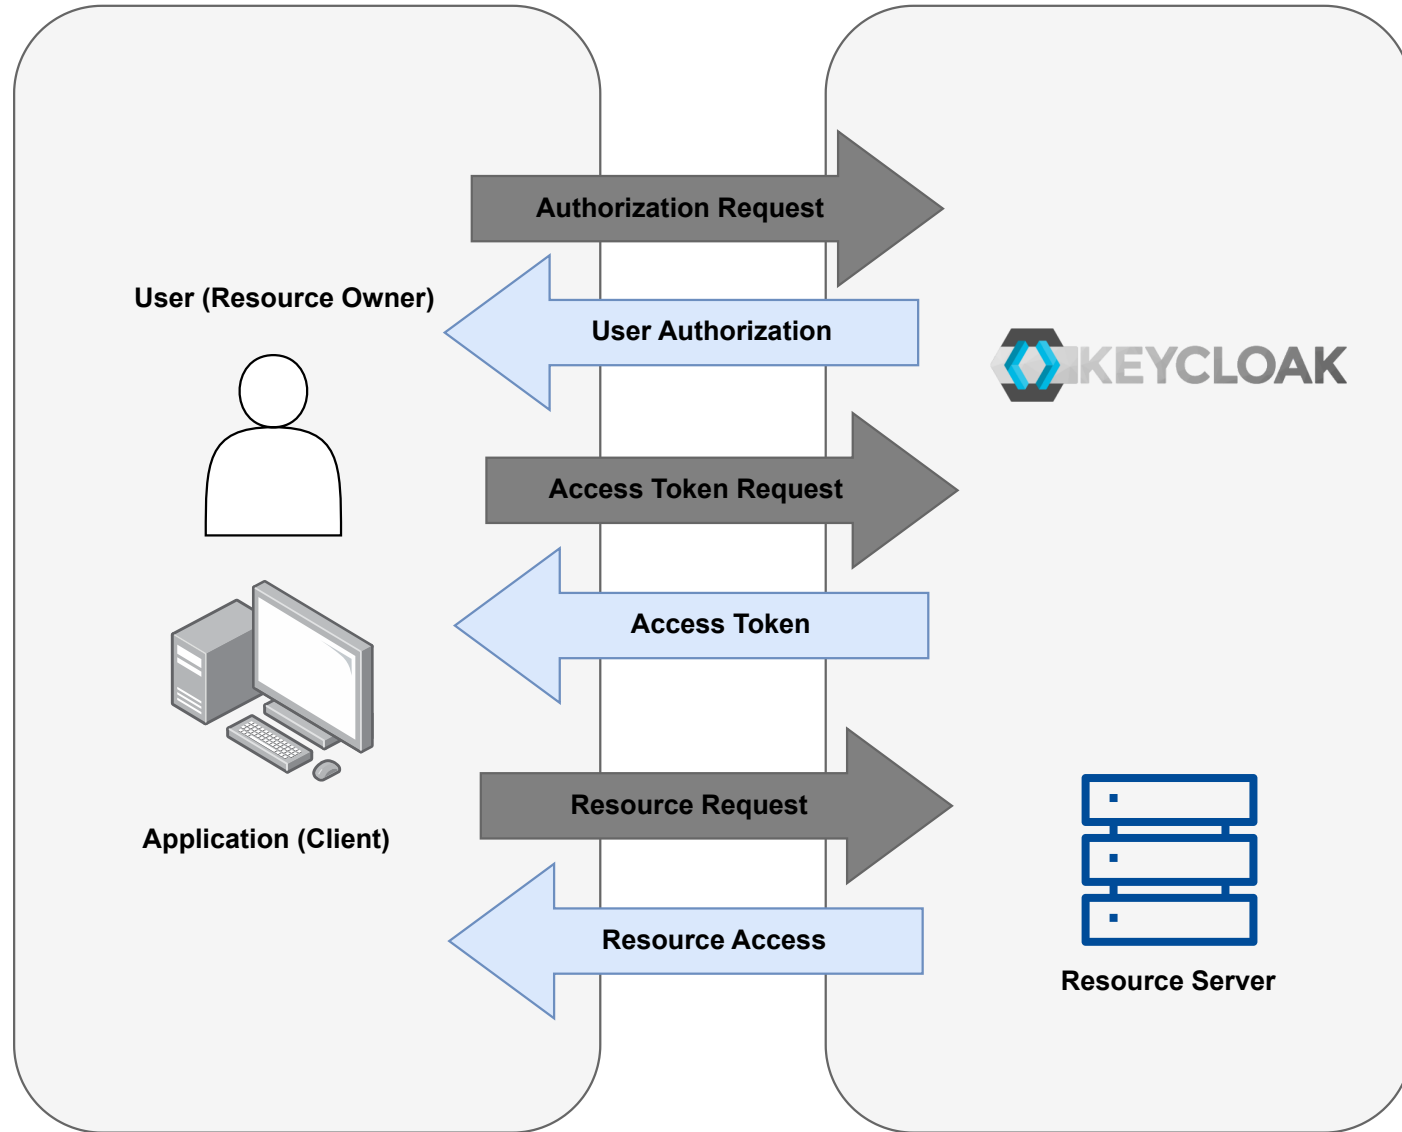 Authorization Request
User (Resource Owner)
User Authorization
KEYCLOAK
Access Token Request
Access Token
Resource Request
Application (Client)
Resource Access
Resource Server